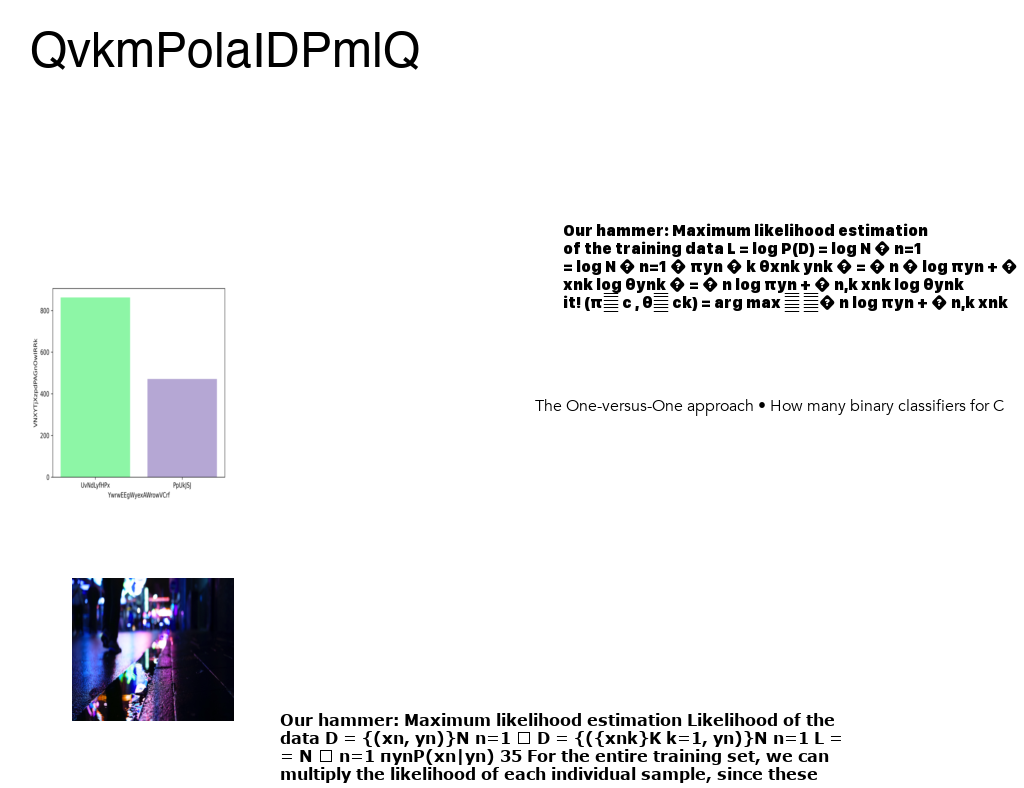 QvkmPolaIDPmlQ
Our hammer: Maximum likelihood estimation
of the training data L = log P(D) = log N � n=1
= log N � n=1 � πyn � k θxnk ynk � = � n � log πyn + �
xnk log θynk � = � n log πyn + � n,k xnk log θynk
it! (π񠀀 c , θ񠀀 ck) = arg max � n log πyn + � n,k xnk
800
600
400
200
0
VNXYTjXzpdPAGnOwIRRk
UvNdLyfHPx PpUkJSJ
YwrwEEgWyexAWrowVCrf
The One-versus-One approach • How many binary classifiers for C
Our hammer: Maximum likelihood estimation Likelihood of the
data D = {(xn, yn)}N n=1 □ D = {({xnk}K k=1, yn)}N n=1 L =
= N □ n=1 πynP(xn|yn) 35 For the entire training set, we can
multiply the likelihood of each individual sample, since these